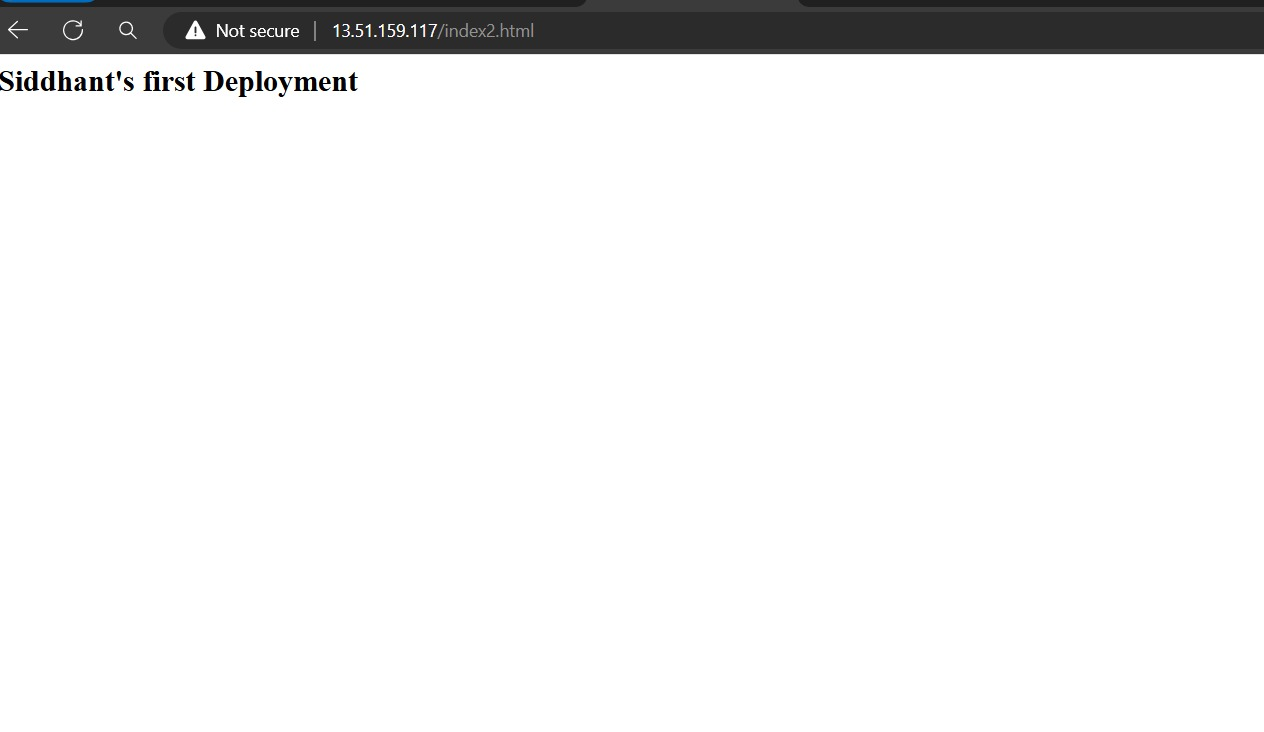 Not secure | 13.51.159.117/index2.html
Siddhant's first Deployment